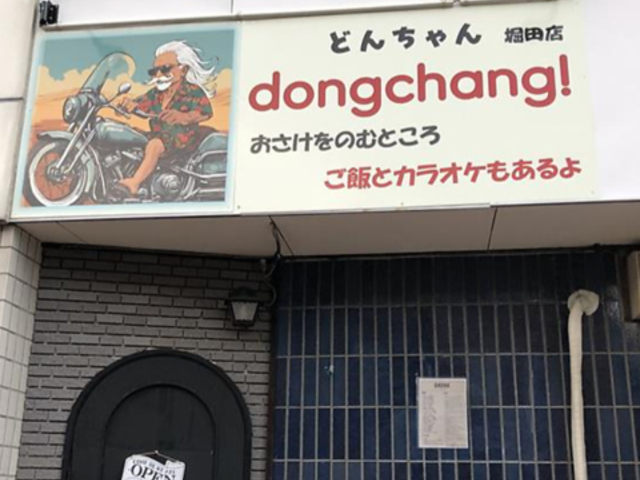 どんちゃん 堀田店
dongchang!
おさけをのむところ
ご飯とカラオケもあるよ
OPEN